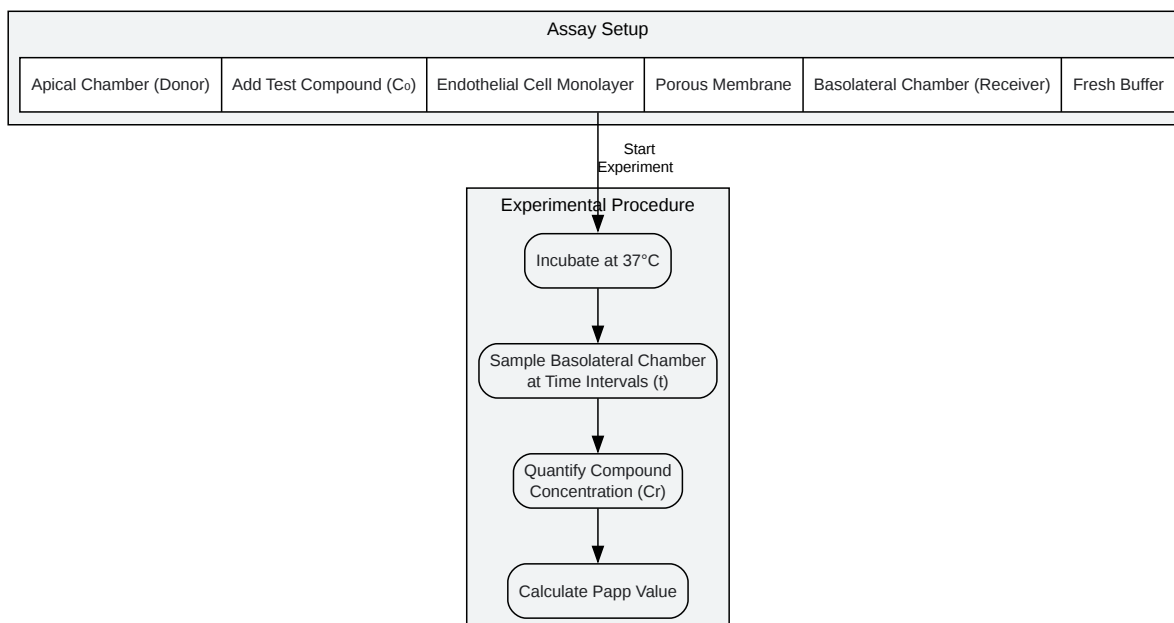 Assay Setup
Apical Chamber (Donor)
Add Test Compound (C₀)
Endothelial Cell Monolayer
Porous Membrane
Basolateral Chamber (Receiver)
Fresh Buffer
Start
Experiment
Experimental Procedure
Incubate at 37°C
Sample Basolateral Chamber
at Time Intervals (t)
Quantify Compound
Concentration (Cr)
Calculate Papp Value